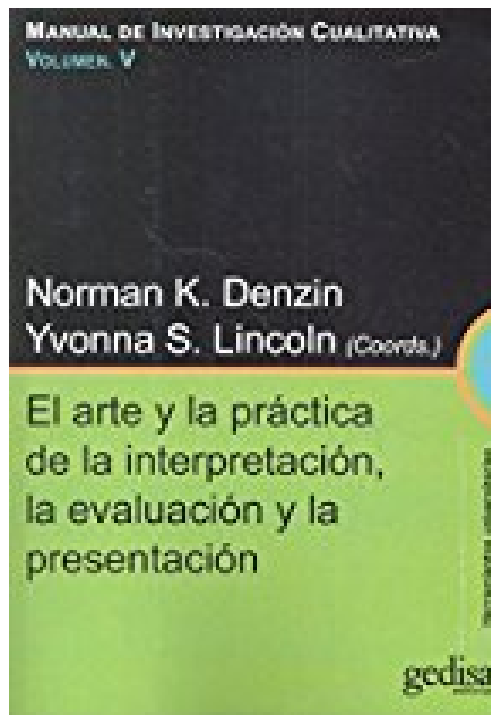 MANUAL DE INVESTIGACIÓN CUALITATIVA
VOLUMEN. V
Norman K. Denzin
Yvonna S. Lincoln (Coords.)
El arte y la práctica
de la interpretación,
la evaluación y la
presentación
gedisa